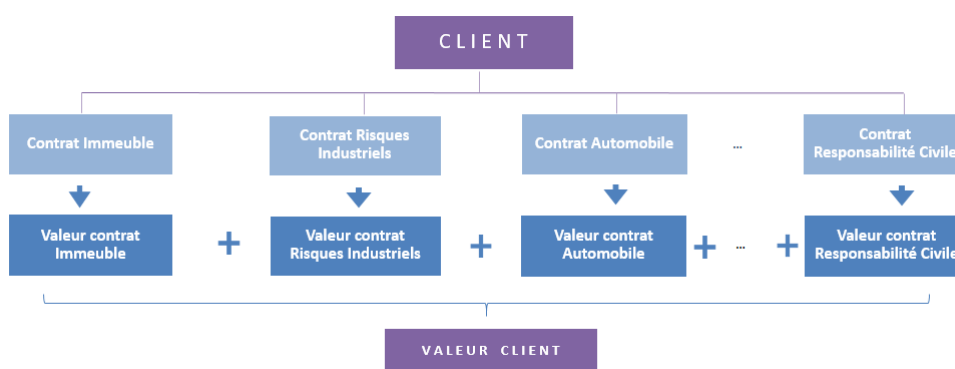 CLIENT
Contrat Immeuble
Contrat Risques
Industriels
Contrat Automobile
...
Contrat
Responsabilité Civile
Valeur contrat
Immeuble
+
Valeur contrat
Risques Industriels
+
Valeur contrat
Automobile
+
...
+
Valeur contrat
Responsabilité Civile
VALEUR CLIENT